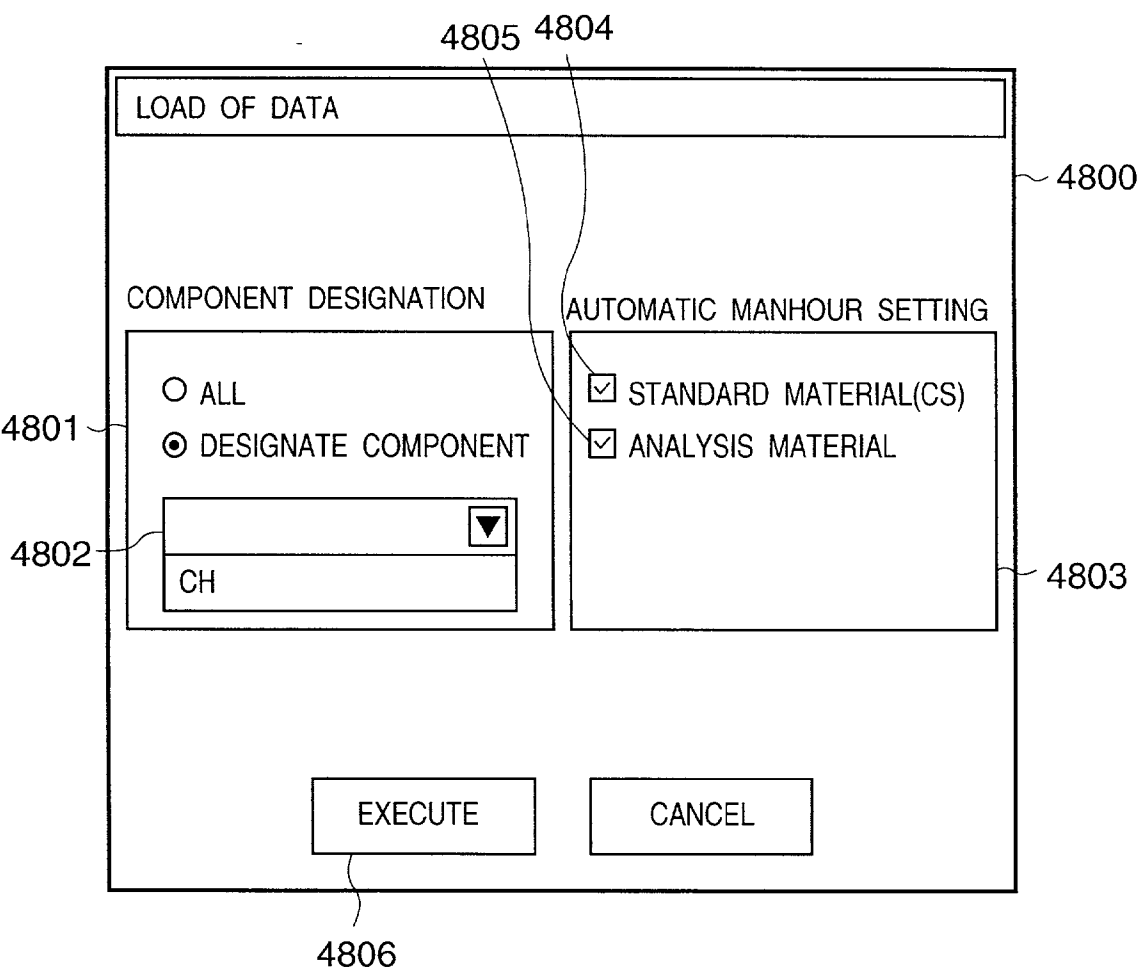 4805 4804
LOAD OF DATA
4800
COMPONENT DESIGNATION
AUTOMATIC MANHOUR SETTING
ALL
STANDARD MATERIAL(CS)
4801
DESIGNATE COMPONENT
ANALYSIS MATERIAL
4802
CH
4803
EXECUTE
CANCEL
4806